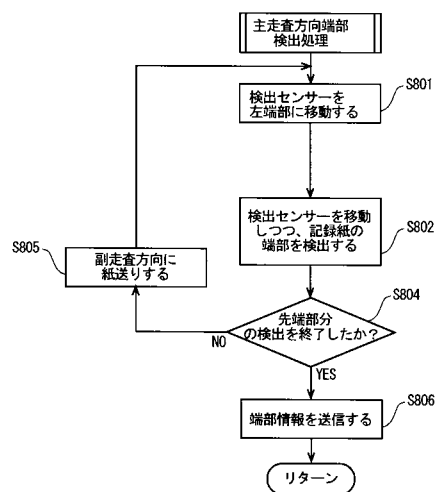 主走査方向端部
検出処理
S801
検出センサーを
左端部に移動する
検出センサーを移動
しつつ、記録紙の
端部を検出する
S802
S805
副走査方向に
紙送りする
S804
先端部分
の検出を終了したか?
NO
YES
S806
端部情報を送信する
リターン